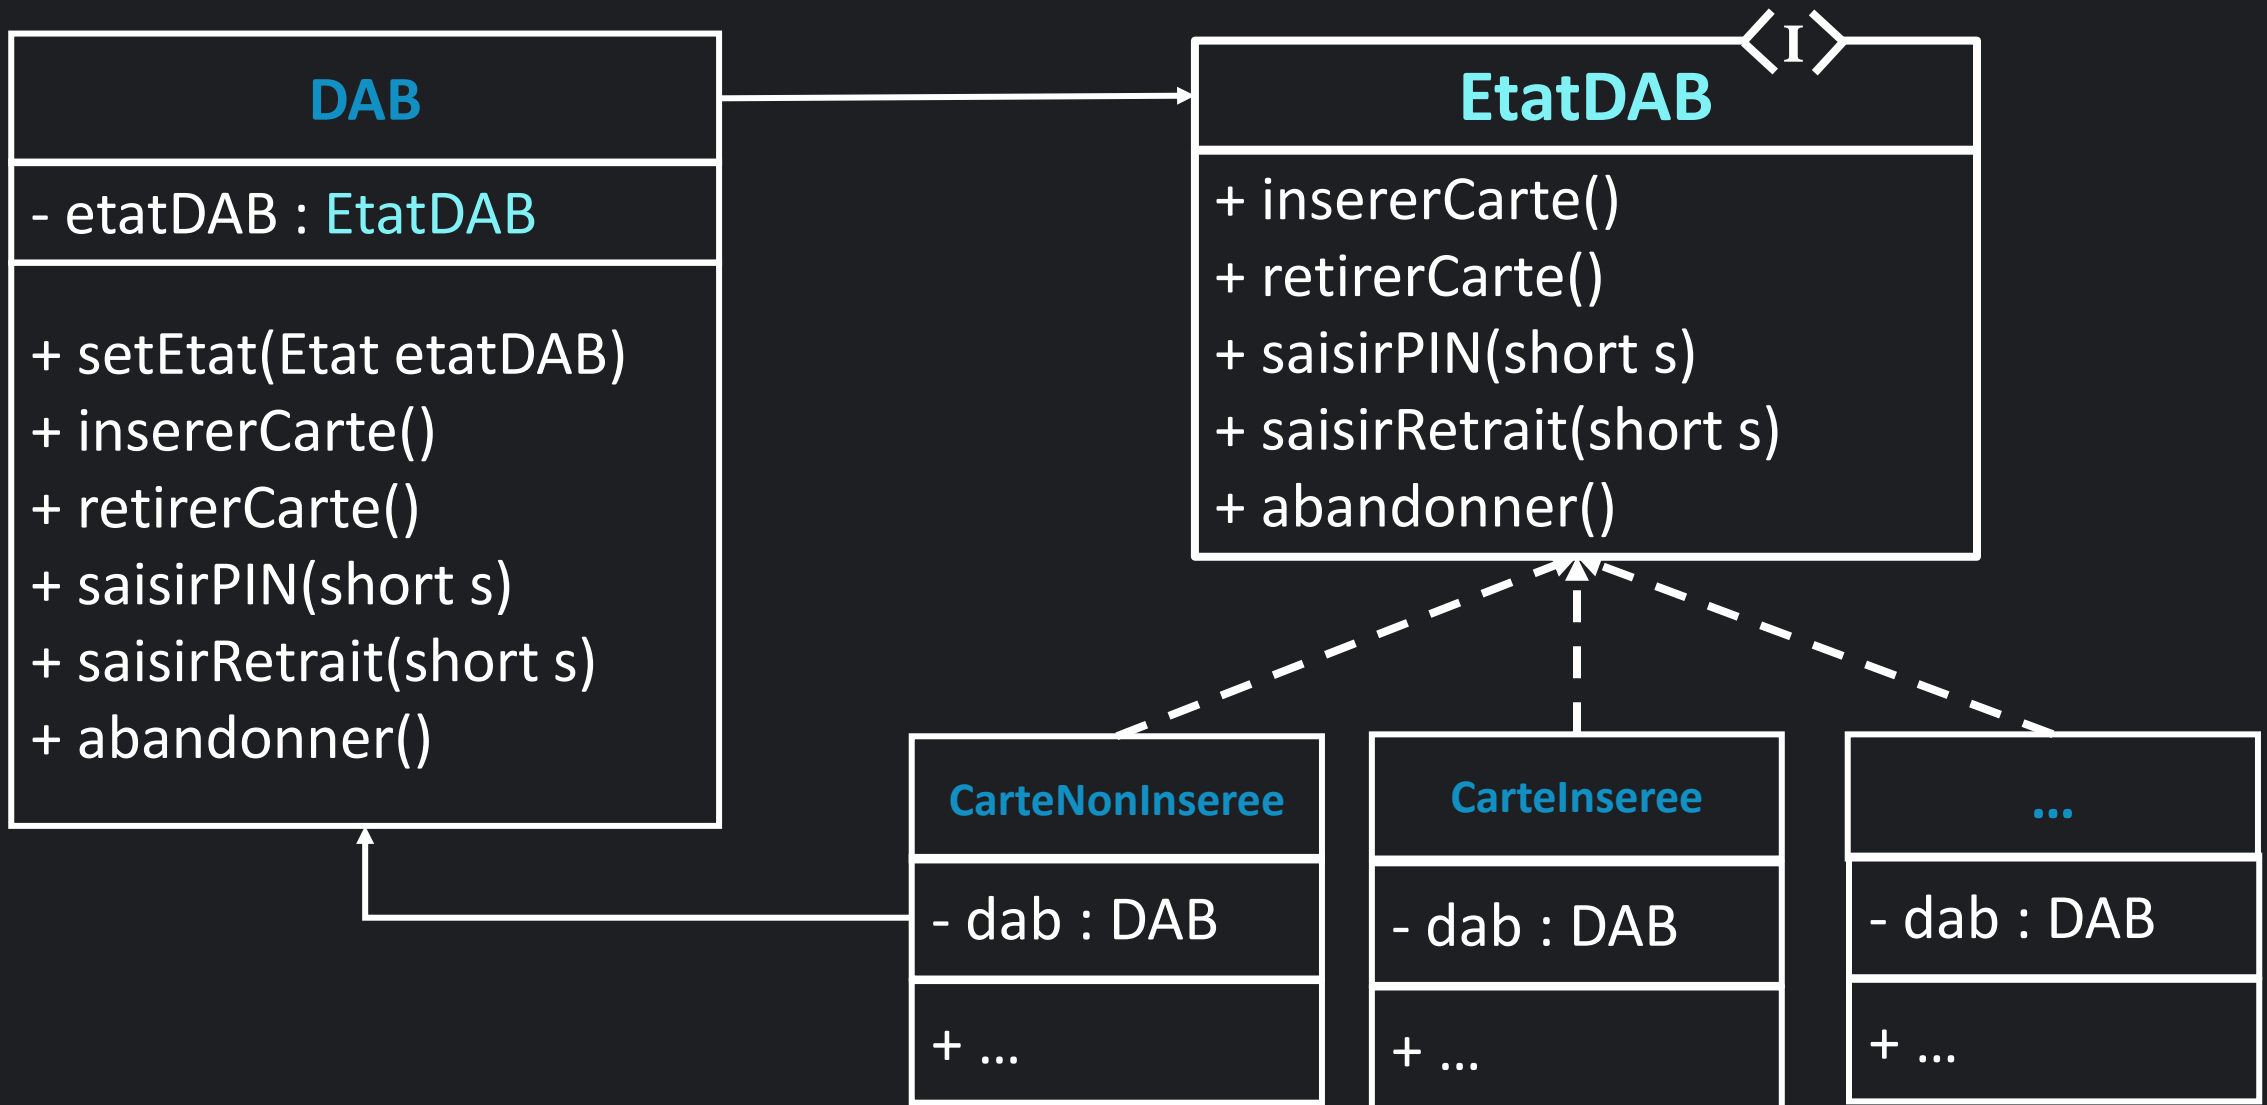 DAB
- etatDAB : EtatDAB
+ setEtat(Etat etatDAB)
+ insererCarte()
+ retirerCarte()
+ saisirPIN(short s)
+ saisirRetrait(short s)
+ abandonner()
I
EtatDAB
+ insererCarte()
+ retirerCarte()
+ saisirPIN(short s)
+ saisirRetrait(short s)
+ abandonner()
CarteNonInseree
- dab : DAB
+ ...
CarteInseree
- dab : DAB
+ ...
...
- dab : DAB
+ ...